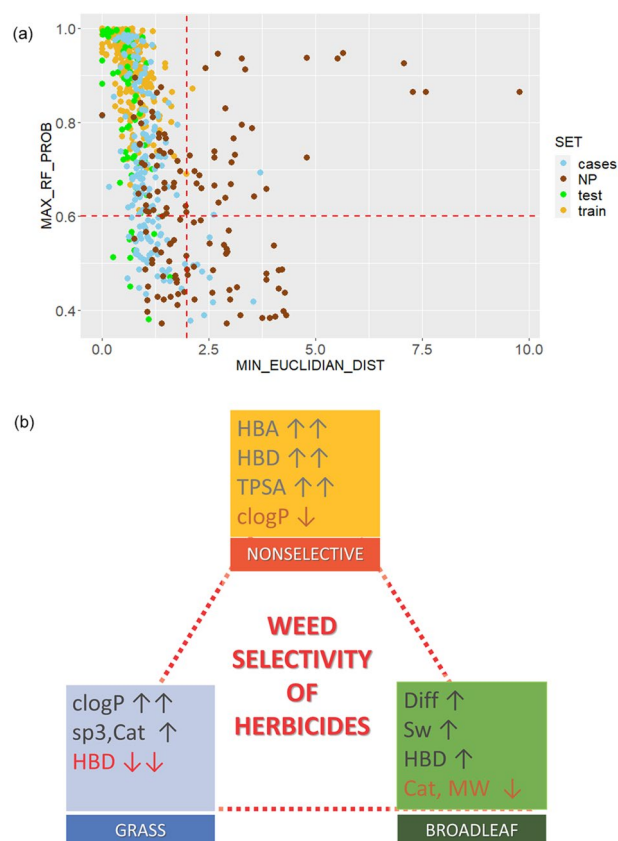 (a)
1.0
0.8
0.6
0.4
MAX_RF_PROB
0.0
2.5
5.0
7.5
10.0
MIN_EUCLIDIAN_DIST
SET
cases
NP
test
train
(b)
HBA ↑ ↑
HBD ↑ ↑
TPSA ↑ ↑
clogP ↓
NONSELECTIVE
WEED
SELECTIVITY
OF
HERBICIDES
clogP ↑ ↑
sp3,Cat ↑
HBD ↓ ↓
GRASS
Diff ↑
Sw ↑
HBD ↑
Cat, MW ↓
BROADLEAF